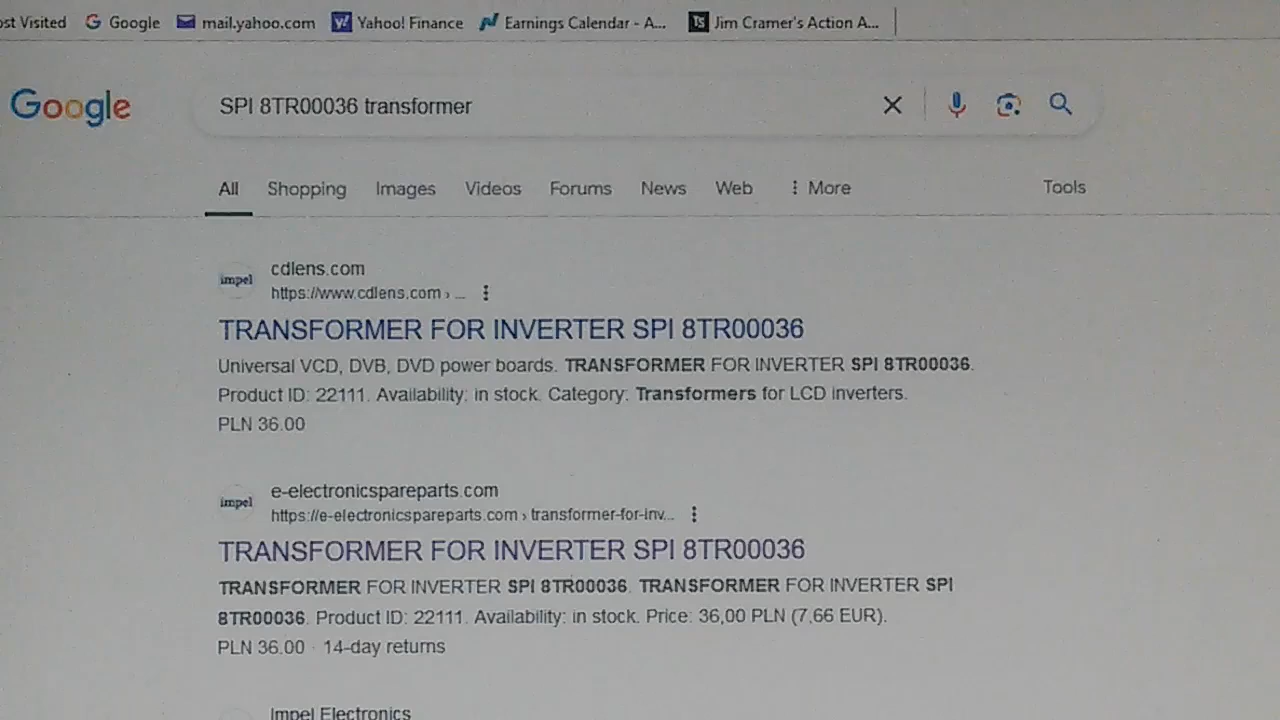 ost Visited Google mail.yahoo.com Yahoo! Finance Earnings Calendar - A... TS Jim Cramer's Action A...
Google SPI 8TR00036 transformer
All Shopping Images Videos Forums News Web More Tools
impel cdlens.com
https://www.cdlens.com › ...
TRANSFORMER FOR INVERTER SPI 8TR00036
Universal VCD, DVB, DVD power boards. TRANSFORMER FOR INVERTER SPI 8TR00036.
Product ID: 22111. Availability: in stock. Category: Transformers for LCD inverters.
PLN 36.00
impel e-electronicspareparts.com
https://e-electronicspareparts.com › transformer-for-inv...
TRANSFORMER FOR INVERTER SPI 8TR00036
TRANSFORMER FOR INVERTER SPI 8TR00036. TRANSFORMER FOR INVERTER SPI
8TR00036. Product ID: 22111. Availability: in stock. Price: 36,00 PLN (7,66 EUR).
PLN 36.00 · 14-day returns
Impel Electronics